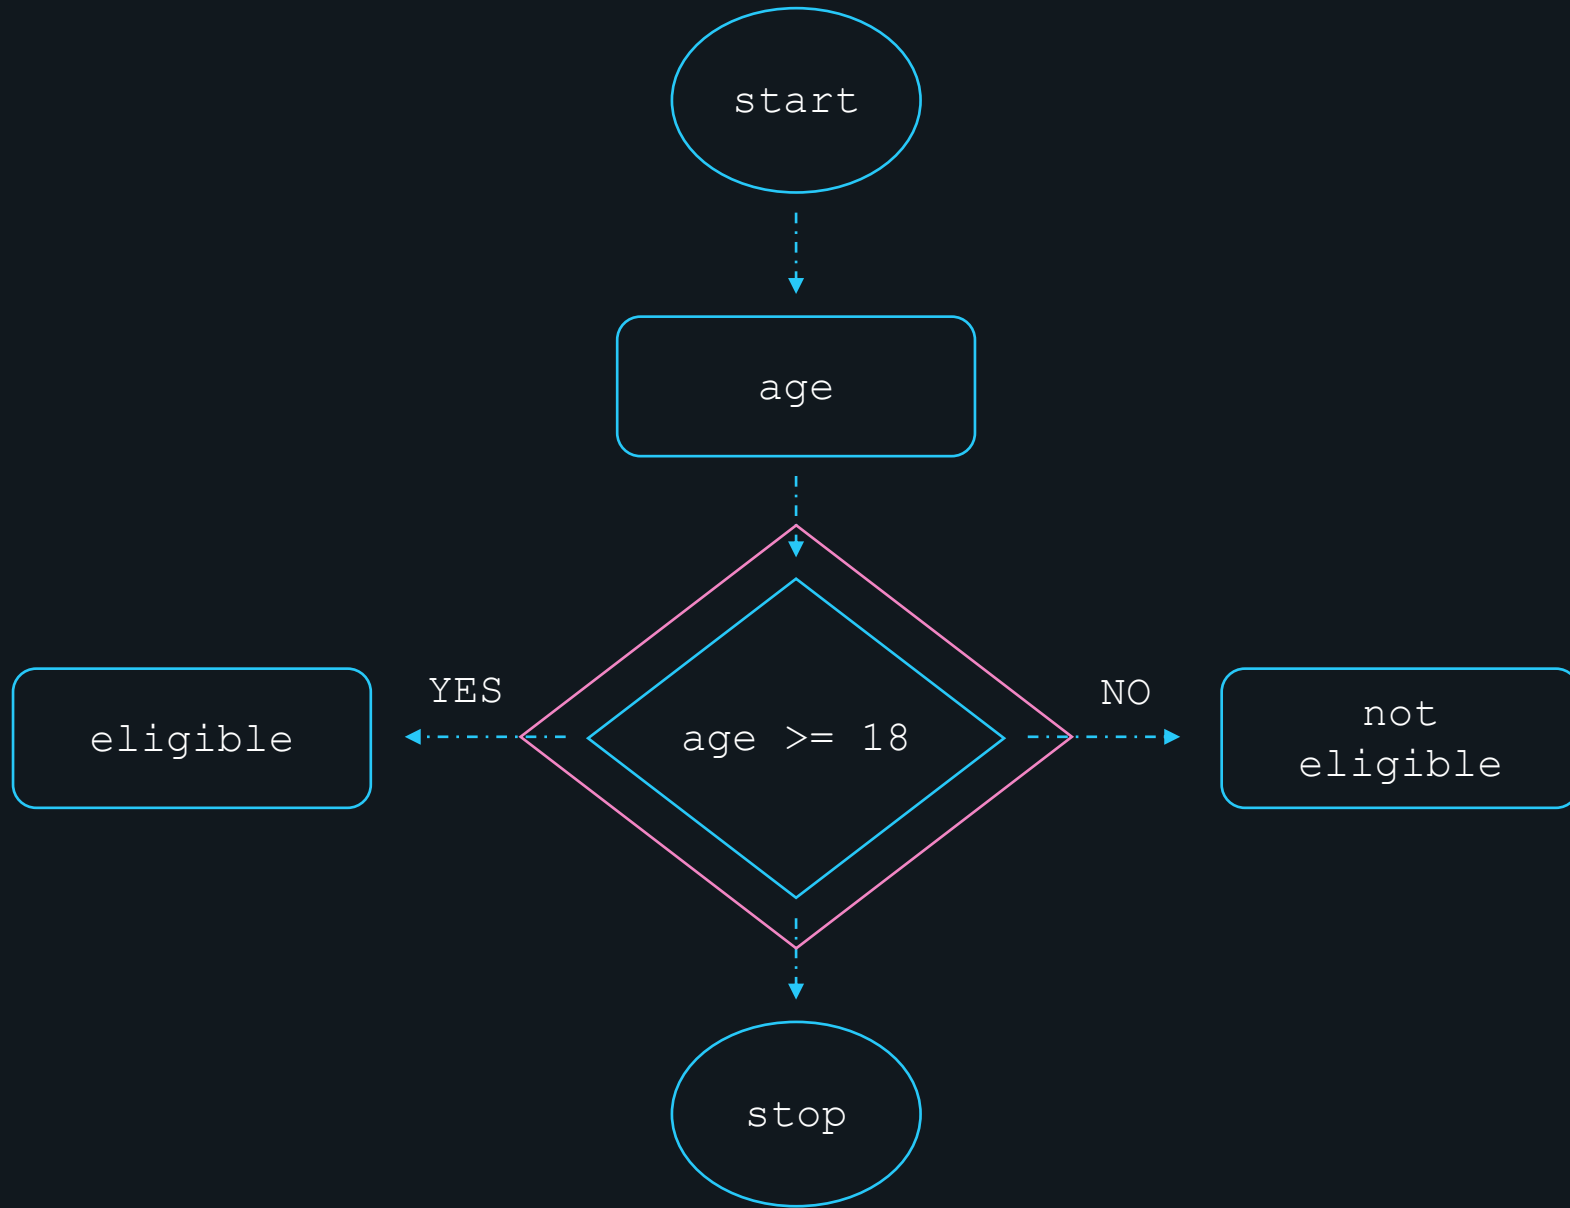 start
age
YES
NO
eligible
age >= 18
not
eligible
stop